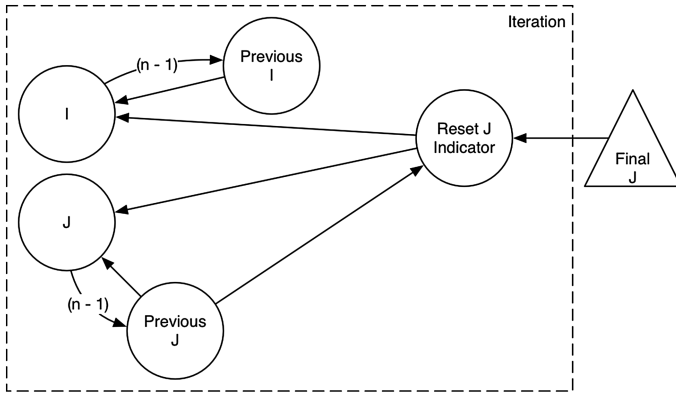 Iteration
Previous
I
(n - 1)
I
Reset J
Indicator
Final
J
J
(n - 1)
Previous
J